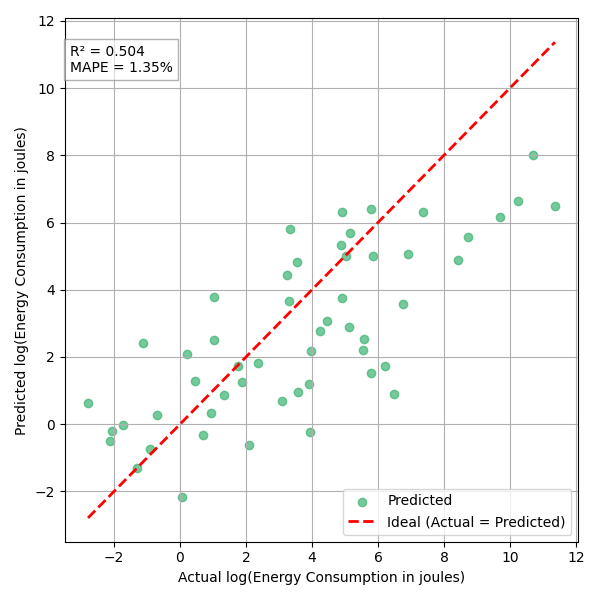 R² = 0.504
MAPE = 1.35%
12
10
8
6
4
2
0
−2
Predicted log(Energy Consumption in joules)
Predicted
Ideal (Actual = Predicted)
−2 0 2 4 6 8 10 12
Actual log(Energy Consumption in joules)